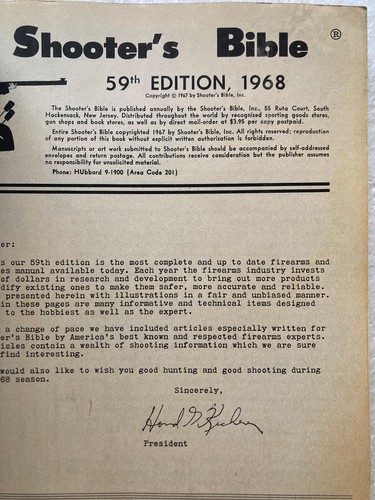 Shooter's Bible ®
59th EDITION, 1968
Copyright © 1967 by Shooter's Bible, Inc.
The Shooter's Bible is published annually by the Shooter's Bible, Inc., 55 Ruta Court, South
Hackensack, New Jersey. Distributed throughout the world by recognized sporting goods stores,
gun shops and book stores, as well as by direct mail-order at $3.95 per copy postpaid.
Entire Shooter's Bible copyrighted 1967 by Shooter's Bible, Inc. All rights reserved; reproduction
of any portion of this book without explicit written authorization is forbidden.
Manuscripts or art work submitted to Shooter's Bible should be accompanied by self-addressed
envelopes and return postage. All contributions receive consideration but the publisher assumes
no responsibility for unsolicited material.
Phone: HUbbard 9-1900 (Area Code 201)
er:
s our 59th edition is the most complete and up to date firearms and
es manual available today. Each year the firearms industry invests
of dollars in research and development to bring out more products
dify existing ones to make them safer, more accurate and reliable.
presented herein with illustrations in a fair and unbiased manner.
in these pages are many informative and technical items designed
to the hobbiest as well as the expert.
a change of pace we have included articles especially written for
er's Bible by America's best known and respected firearms experts.
icles contain a wealth of shooting information which we are sure
find interesting.
would also like to wish you good hunting and good shooting during
68 season.
Sincerely,
President